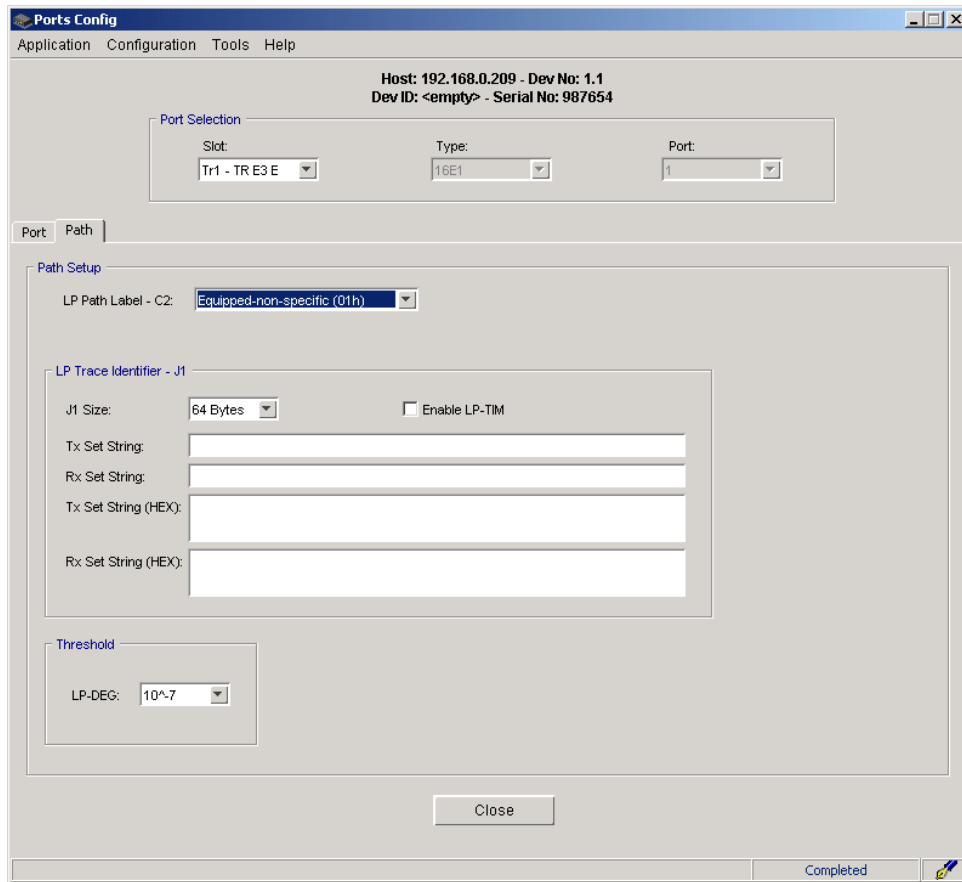 Ports Config
Application Configuration Tools Help
Host: 192.168.0.209 - Dev No: 1.1
Dev ID: <empty> - Serial No: 987654
Port Selection
Slot: Type: Port:
Tr1 - TR E3 E 16E1 1
Port Path
Path Setup
LP Path Label - C2: Equipped-non-specific (01h)
LP Trace Identifier - J1
J1 Size: 64 Bytes Enable LP-TIM
Tx Set String:
Rx Set String:
Tx Set String (HEX):
Rx Set String (HEX):
Threshold
LP-DEG: 10^-7
Close
Completed